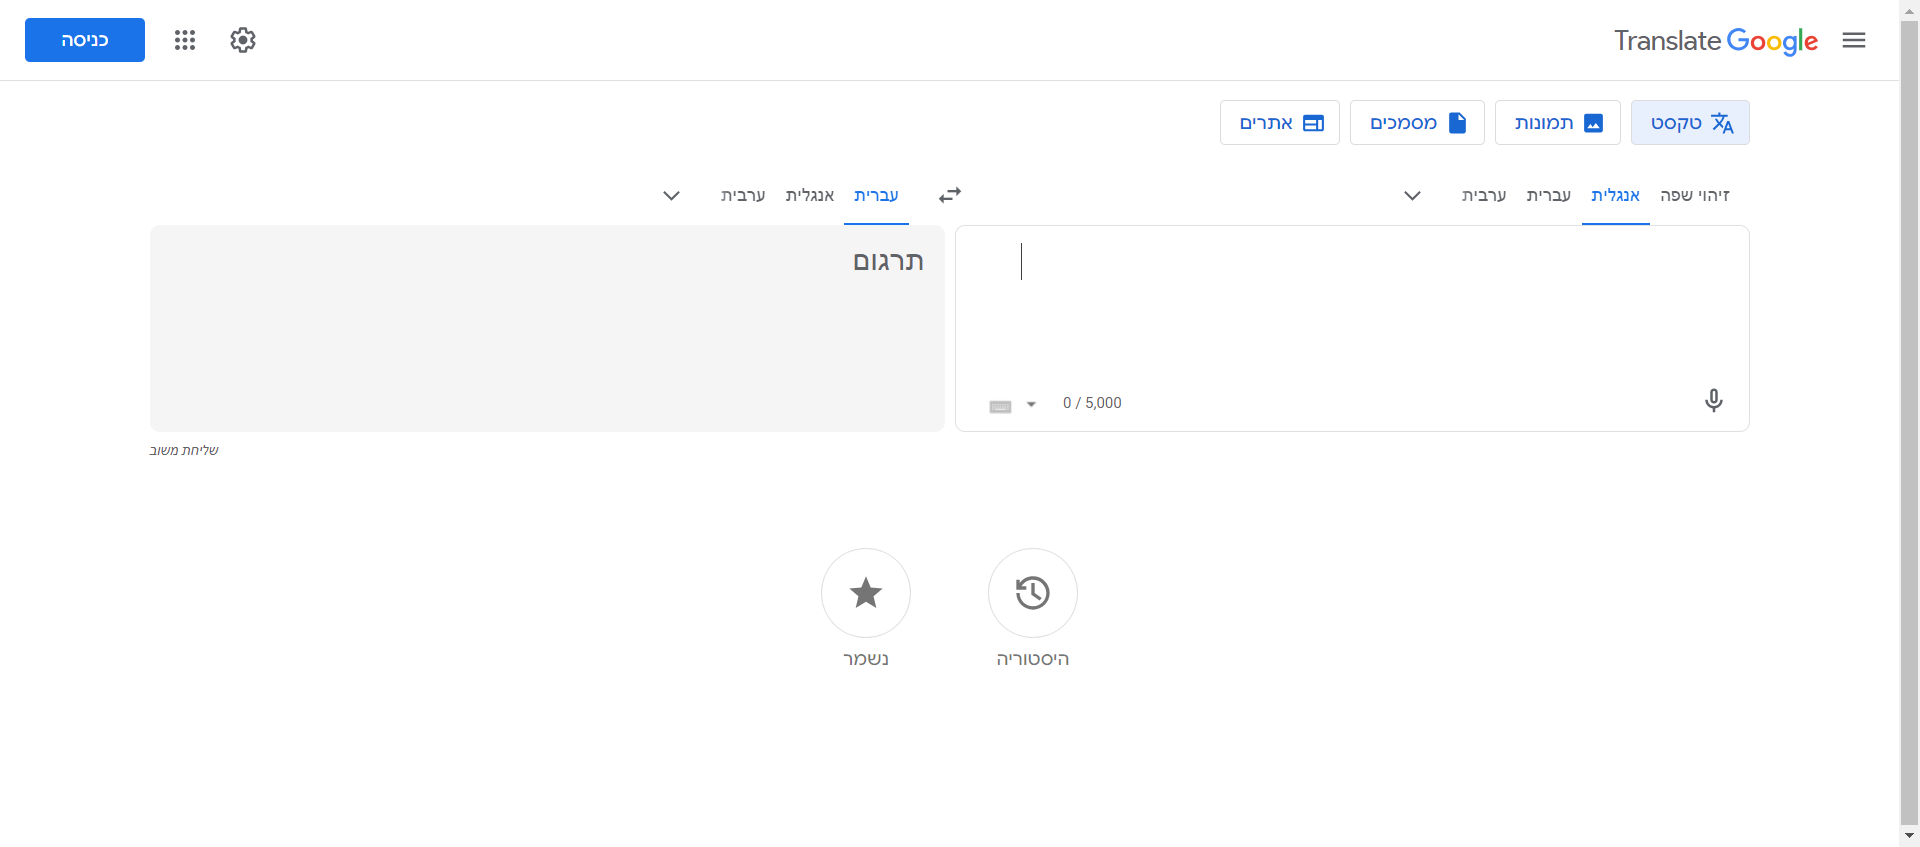 Google Translate
כניסה
טקסט
תמונות
מסמכים
אתרים
זיהוי שפה
אנגלית
עברית
ערבית
עברית
אנגלית
ערבית
תרגום
0 / 5,000
שליחת משוב
היסטוריה
נשמר